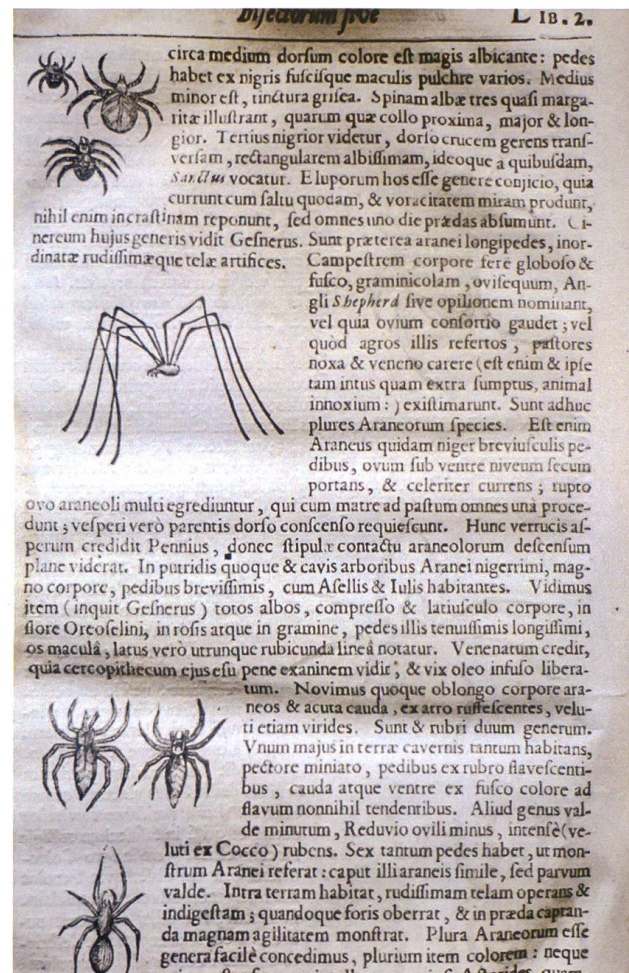 Insectorum sive LIB. 2.
circa medium dorsum colore est magis albicante: pedes
habet ex nigris fuscisque maculis pulchre varios. Medius
minor est, tinctura grisea. Spinam albæ tres quasi marga-
ritæ illustrant, quarum quæ collo proxima, major & lon-
gior. Tertius nigrior videtur, dorso crucem gerens trans-
versam, rectangularem albissimam, ideoque a quibusdam,
Sanctus vocatur. E luporum hos esse genere conjicio, quia
currunt cum saltu quodam, & voracitatem miram produnt,
nihil enim in crastinam reponunt, sed omnes uno die prædas absumunt. Ci-
nereum hujus generis vidit Gesnerus. Sunt præterea aranei longipedes, inor-
dinatæ rudissimæque telæ artifices. Campestrem corpore fere globoso &
fusco, graminicolam, ovisequum, An-
gli Shepherd sive opilionem nominant,
vel quia ovium consortio gaudet; vel
quòd agros illis refertos, pastores
noxa & veneno carere (est enim & ipse
tam intus quam extra sumptus, animal
innoxium:) existimarunt. Sunt adhuc
plures Araneorum species. Est enim
Araneus quidam niger breviusculis pe-
dibus, ovum sub ventre niveum secum
portans, & celeriter currens; rupto
ovo araneoli multi egrediuntur, qui cum matre ad pastum omnes unà proce-
dunt; vesperi verò parentis dorso conscenso requiescunt. Hunc verrucis as-
perum credidit Pennius, donec stipulæ contactu araneolorum descensum
plane viderat. In putridis quoque & cavis arboribus Aranei nigerrimi, mag-
no corpore, pedibus brevissimis, cum Asellis & Iulis habitantes. Vidimus
item (inquit Gesnerus) totos albos, compresso & latiusculo corpore, in
flore Oreoselini, in rosis atque in gramine, pedes illis tenuissimis longissimi,
os maculâ, latus verò utrunque rubicunda lineâ notatur. Venenatum credit,
quia cercopithecum ejus esu pene exaninem vidit, & vix oleo infuso libera-
tum. Novimus quoque oblongo corpore ara-
neos & acuta cauda, ex atro ruffescentes, velu-
ti etiam virides. Sunt & rubri duum generum.
Vnum majus in terræ cavernis tantum habitans,
pectore miniato, pedibus ex rubro flavescenti-
bus, cauda atque ventre ex fusco colore ad
flavum nonnihil tendentibus. Aliud genus val-
de minutum, Reduvio ovili minus, intensè (ve-
luti ex Cocco) rubens. Sex tantum pedes habet, ut mon-
strum Aranei referat: caput illi araneis simile, sed parvum
valde. Intra terram habitat, rudissimam telam operans &
indigestam; quandoque foris oberrat, & in præda captan-
da magnam agilitatem monstrat. Plura Araneorum esse
genera facilè concedimus, plurium item colorem: neque